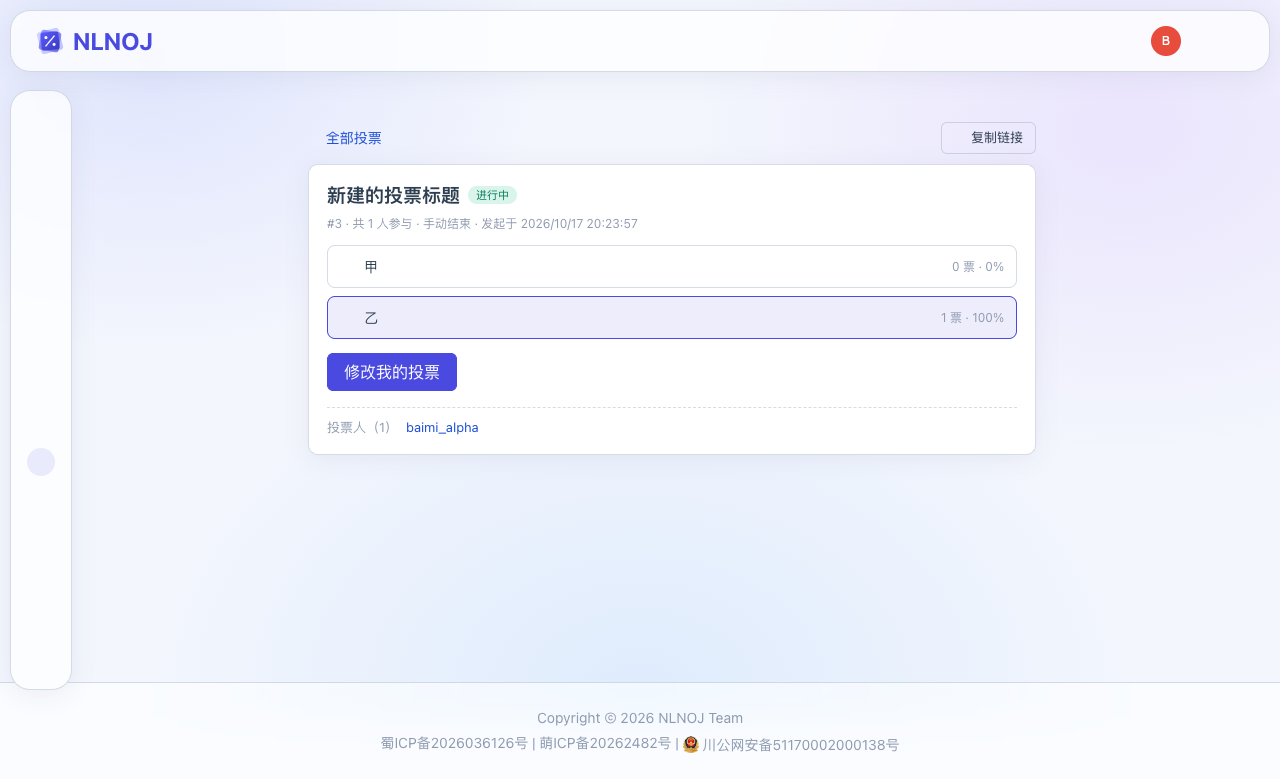 NLNOJ
B
全部投票
复制链接
新建的投票标题 进行中
#3 · 共 1 人参与 · 手动结束 · 发起于 2026/10/17 20:23:57
甲 0 票 · 0%
乙 1 票 · 100%
修改我的投票
投票人（1） baimi_alpha
Copyright © 2026 NLNOJ Team
蜀ICP备2026036126号 | 萌ICP备20262482号 | 川公网安备51170002000138号